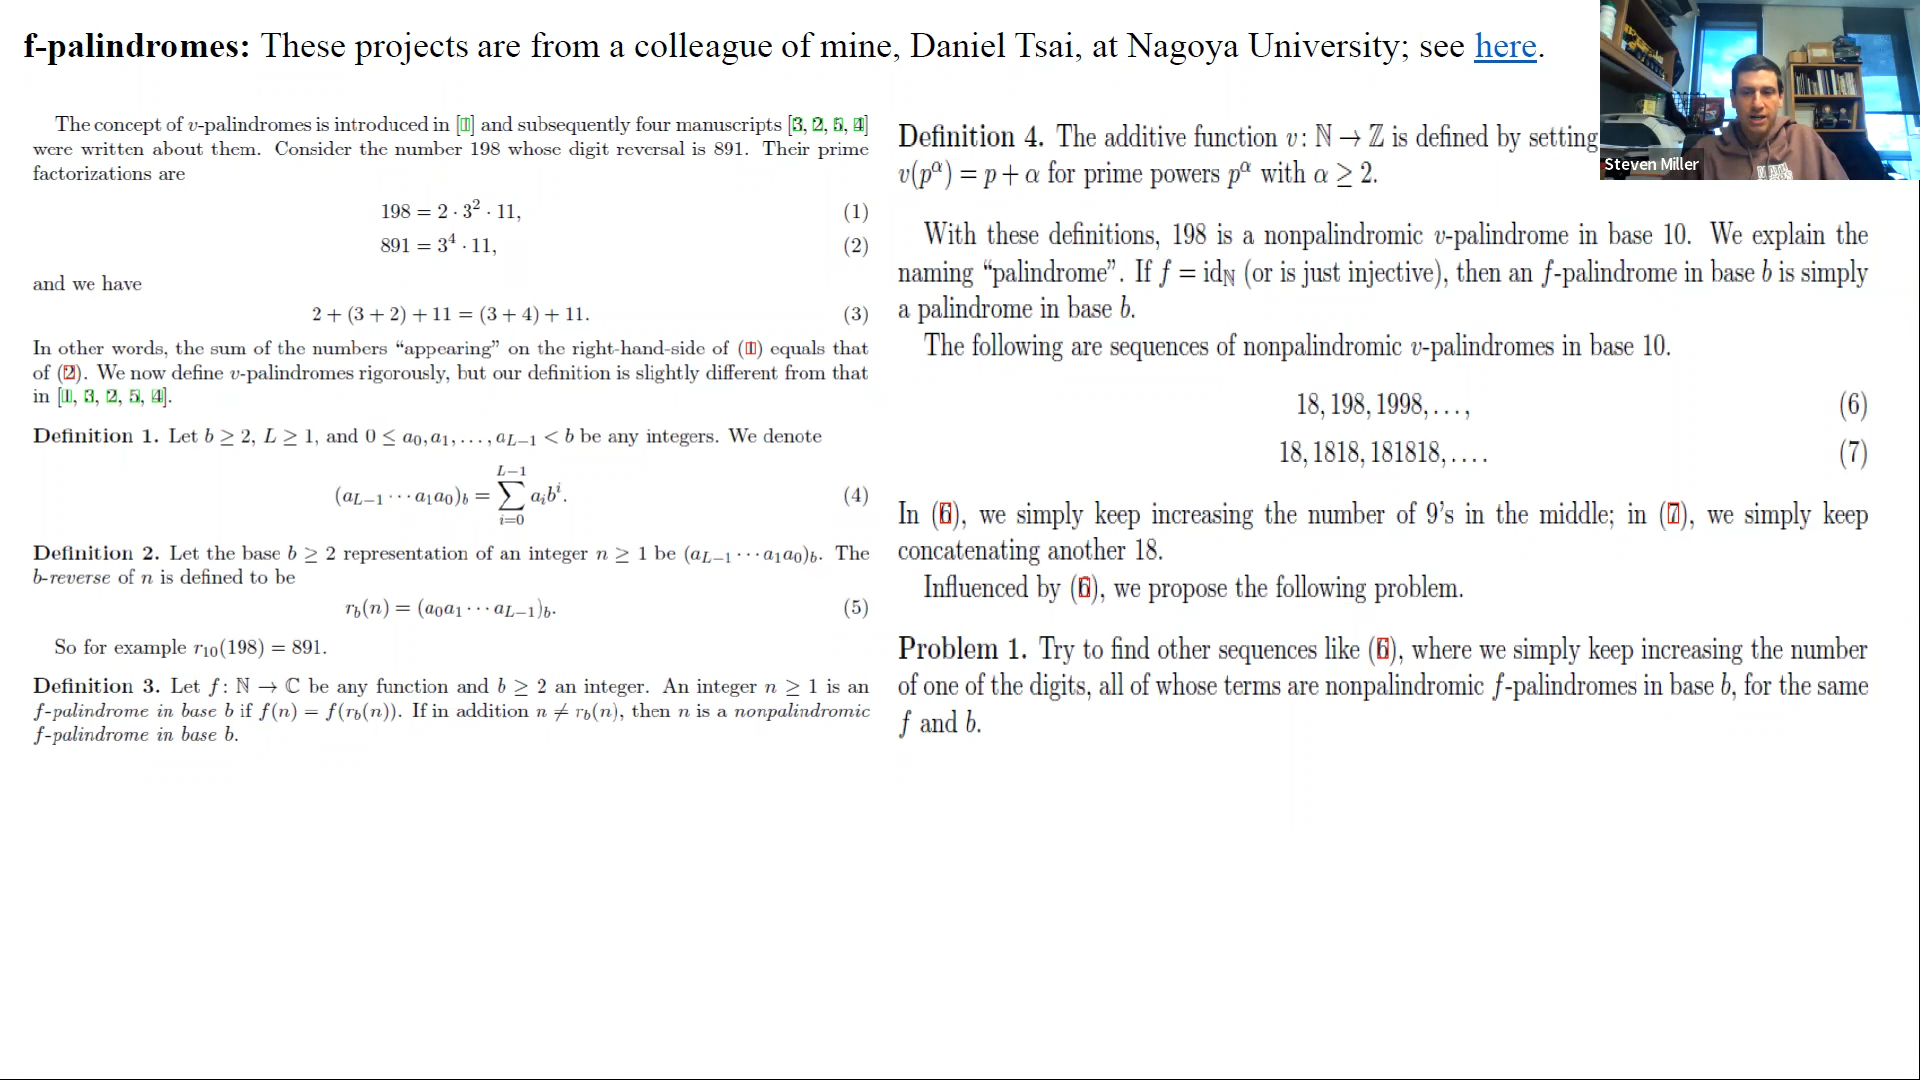 f-palindromes: These projects are from a colleague of mine, Daniel Tsai, at Nagoya University; see here.
The concept of v-palindromes is introduced in [1] and subsequently four manuscripts [3, 2, 5, 4]
were written about them. Consider the number 198 whose digit reversal is 891. Their prime
factorizations are
198 = 2 · 3² · 11, (1)
891 = 3⁴ · 11, (2)
and we have
2 + (3 + 2) + 11 = (3 + 4) + 11. (3)
In other words, the sum of the numbers “appearing” on the right-hand-side of (1) equals that
of (2). We now define v-palindromes rigorously, but our definition is slightly different from that
in [1, 3, 2, 5, 4].
Definition 1. Let b ≥ 2, L ≥ 1, and 0 ≤ a₀, a₁, . . . , a_{L−1} < b be any integers. We denote
(a_{L−1} · · · a₁a₀)_b = ∑_{i=0}^{L−1} a_i b^i. (4)
Definition 2. Let the base b ≥ 2 representation of an integer n ≥ 1 be (a_{L−1} · · · a₁a₀)_b. The
b-reverse of n is defined to be
r_b(n) = (a₀a₁ · · · a_{L−1})_b. (5)
So for example r₁₀(198) = 891.
Definition 3. Let f : ℕ → ℂ be any function and b ≥ 2 an integer. An integer n ≥ 1 is an
f-palindrome in base b if f(n) = f(r_b(n)). If in addition n ≠ r_b(n), then n is a nonpalindromic
f-palindrome in base b.
Definition 4. The additive function v : ℕ → ℤ is defined by setting
v(p^α) = p + α for prime powers p^α with α ≥ 2.
With these definitions, 198 is a nonpalindromic v-palindrome in base 10. We explain the
naming “palindrome”. If f = id_ℕ (or is just injective), then an f-palindrome in base b is simply
a palindrome in base b.
The following are sequences of nonpalindromic v-palindromes in base 10.
18, 198, 1998, . . . , (6)
18, 1818, 181818, . . . . (7)
In (6), we simply keep increasing the number of 9’s in the middle; in (7), we simply keep
concatenating another 18.
Influenced by (6), we propose the following problem.
Problem 1. Try to find other sequences like (6), where we simply keep increasing the number
of one of the digits, all of whose terms are nonpalindromic f-palindromes in base b, for the same
f and b.
Steven Miller